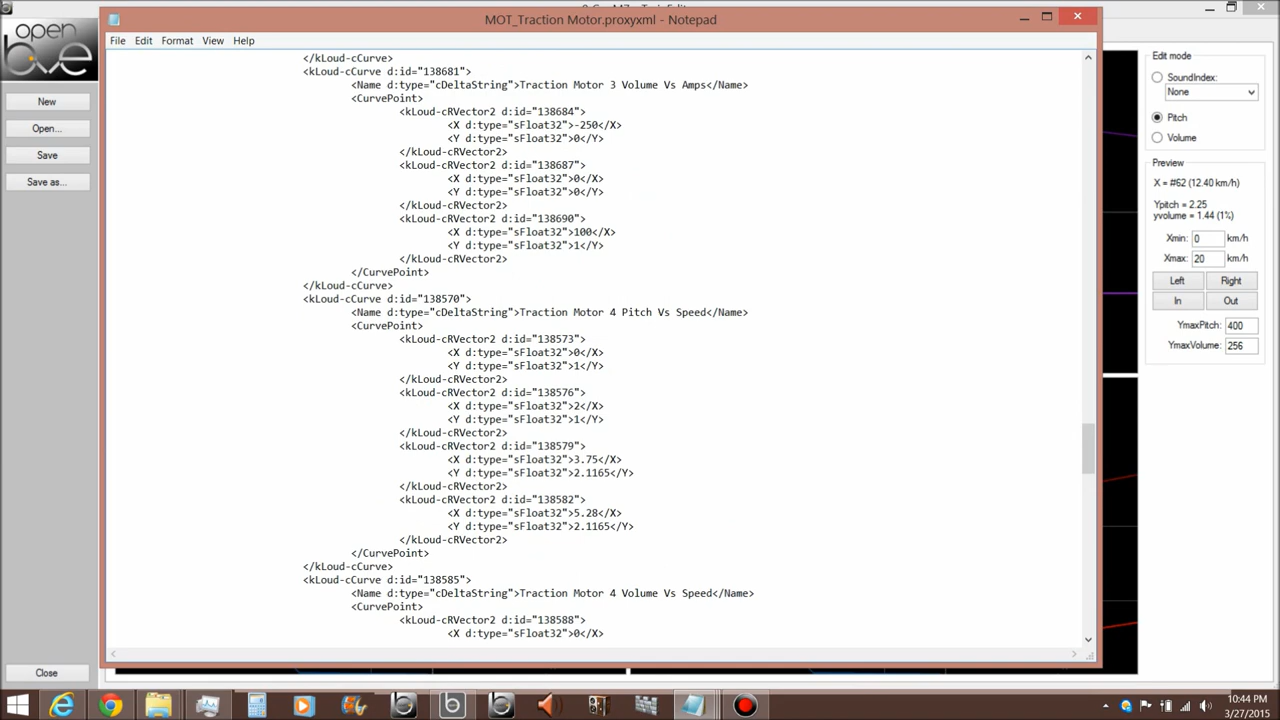 MOT_Traction Motor.proxyxml - Notepad
File Edit Format View Help
open
bve
New
Open...
Save
Save as...
Close
</kLoud-cCurve>
<kLoud-cCurve d:id="138681">
<Name d:type="cDeltaString">Traction Motor 3 Volume Vs Amps</Name>
<CurvePoint>
<kLoud-cRVector2 d:id="138684">
<X d:type="sFloat32">-250</X>
<Y d:type="sFloat32">0</Y>
</kLoud-cRVector2>
<kLoud-cRVector2 d:id="138687">
<X d:type="sFloat32">0</X>
<Y d:type="sFloat32">0</Y>
</kLoud-cRVector2>
<kLoud-cRVector2 d:id="138690">
<X d:type="sFloat32">100</X>
<Y d:type="sFloat32">1</Y>
</kLoud-cRVector2>
</CurvePoint>
</kLoud-cCurve>
<kLoud-cCurve d:id="138570">
<Name d:type="cDeltaString">Traction Motor 4 Pitch Vs Speed</Name>
<CurvePoint>
<kLoud-cRVector2 d:id="138573">
<X d:type="sFloat32">0</X>
<Y d:type="sFloat32">1</Y>
</kLoud-cRVector2>
<kLoud-cRVector2 d:id="138576">
<X d:type="sFloat32">2</X>
<Y d:type="sFloat32">1</Y>
</kLoud-cRVector2>
<kLoud-cRVector2 d:id="138579">
<X d:type="sFloat32">3.75</X>
<Y d:type="sFloat32">2.1165</Y>
</kLoud-cRVector2>
<kLoud-cRVector2 d:id="138582">
<X d:type="sFloat32">5.28</X>
<Y d:type="sFloat32">2.1165</Y>
</kLoud-cRVector2>
</CurvePoint>
</kLoud-cCurve>
<kLoud-cCurve d:id="138585">
<Name d:type="cDeltaString">Traction Motor 4 Volume Vs Speed</Name>
<CurvePoint>
<kLoud-cRVector2 d:id="138588">
<X d:type="sFloat32">0</X>
Edit mode
SoundIndex:
None
Pitch
Volume
Preview
X = #62 (12.40 km/h)
Ypitch = 2.25
yvolume = 1.44 (1%)
Xmin: 0 km/h
Xmax: 20 km/h
Left Right
In Out
YmaxPitch: 400
YmaxVolume: 256
10:44 PM
3/27/2015